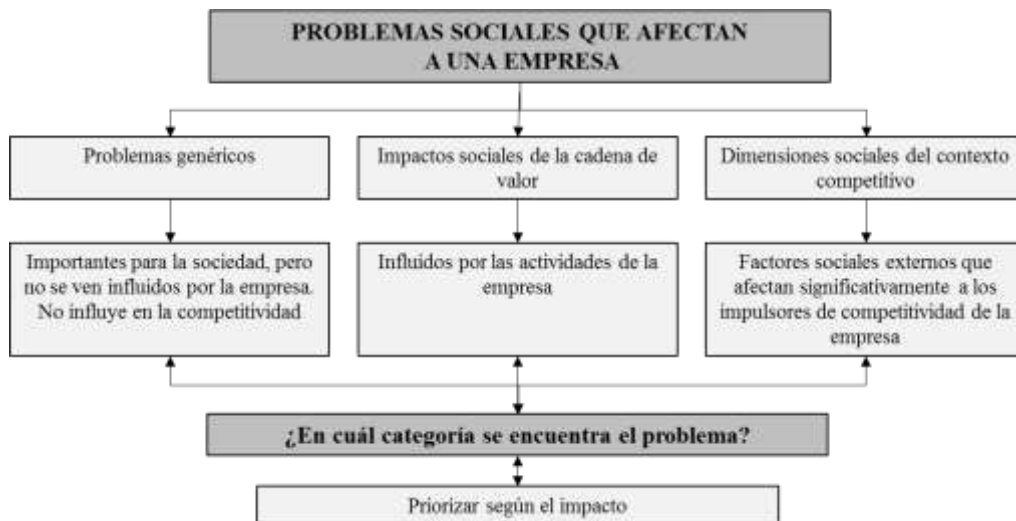 PROBLEMAS SOCIALES QUE AFECTAN
A UNA EMPRESA
Problemas genéricos
Impactos sociales de la cadena de
valor
Dimensiones sociales del contexto
competitivo
Importantes para la sociedad, pero
no se ven influidos por la empresa.
No influye en la competitividad
Influidos por las actividades de la
empresa
Factores sociales externos que
afectan significativamente a los
impulsores de competitividad de la
empresa
¿En cuál categoría se encuentra el problema?
Priorizar según el impacto